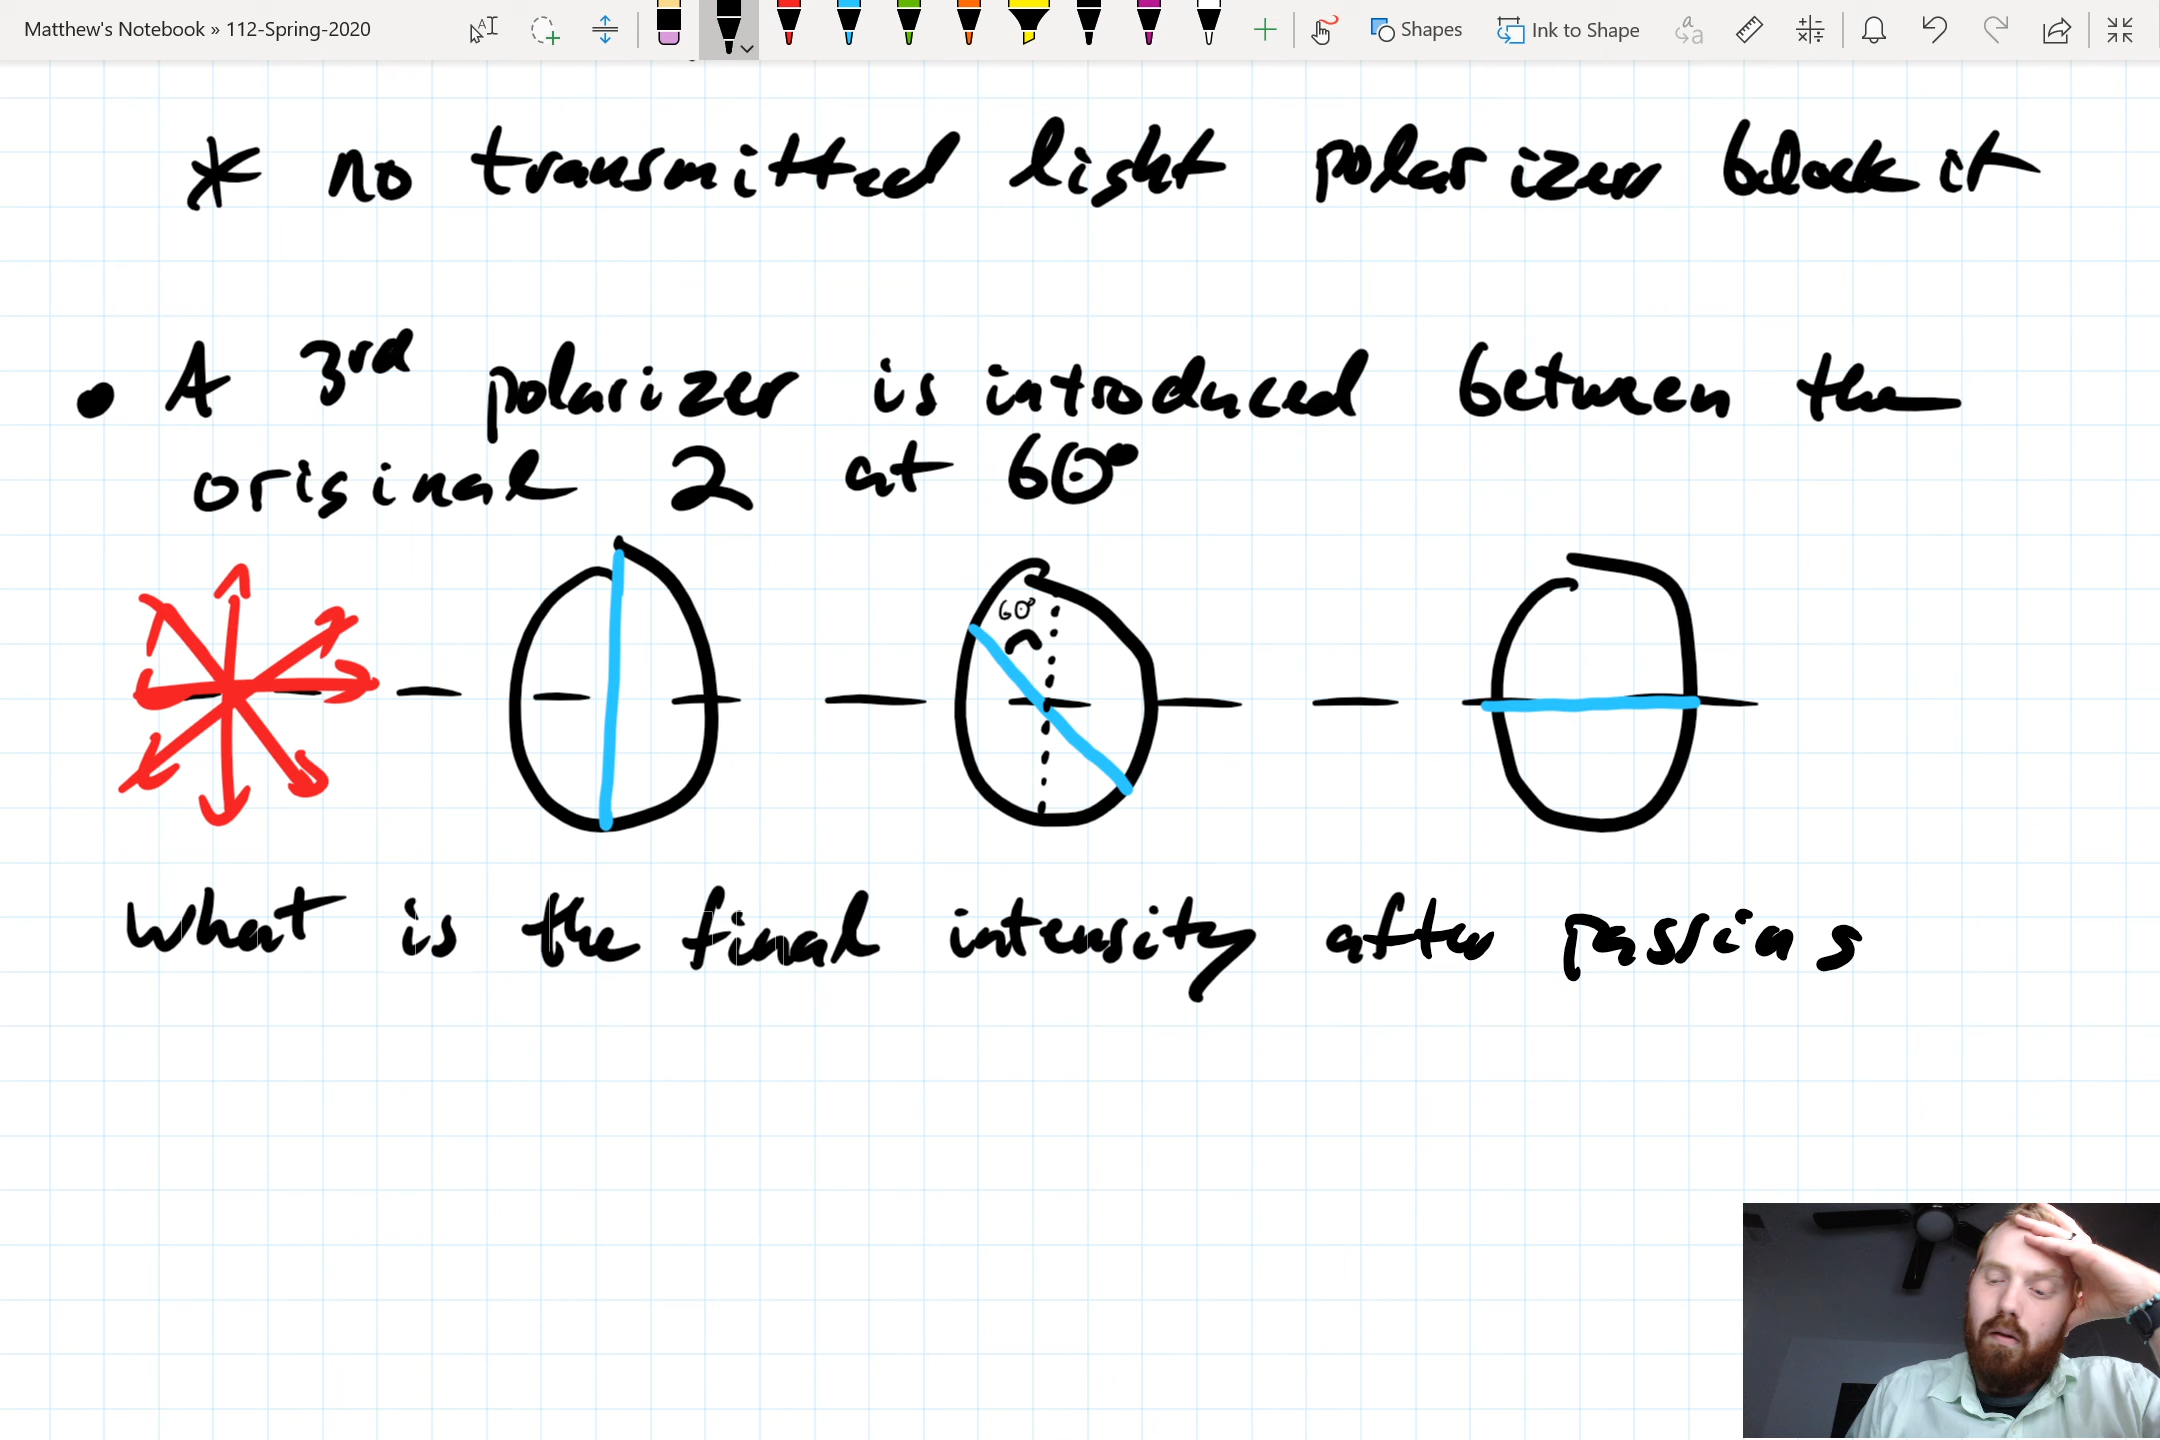 Matthew's Notebook » 112-Spring-2020
Shapes
Ink to Shape
* no transmitted light polarizers block it
• A 3rd polarizer is introduced between the
original 2 at 60°
60°
What is the final intensity after passing